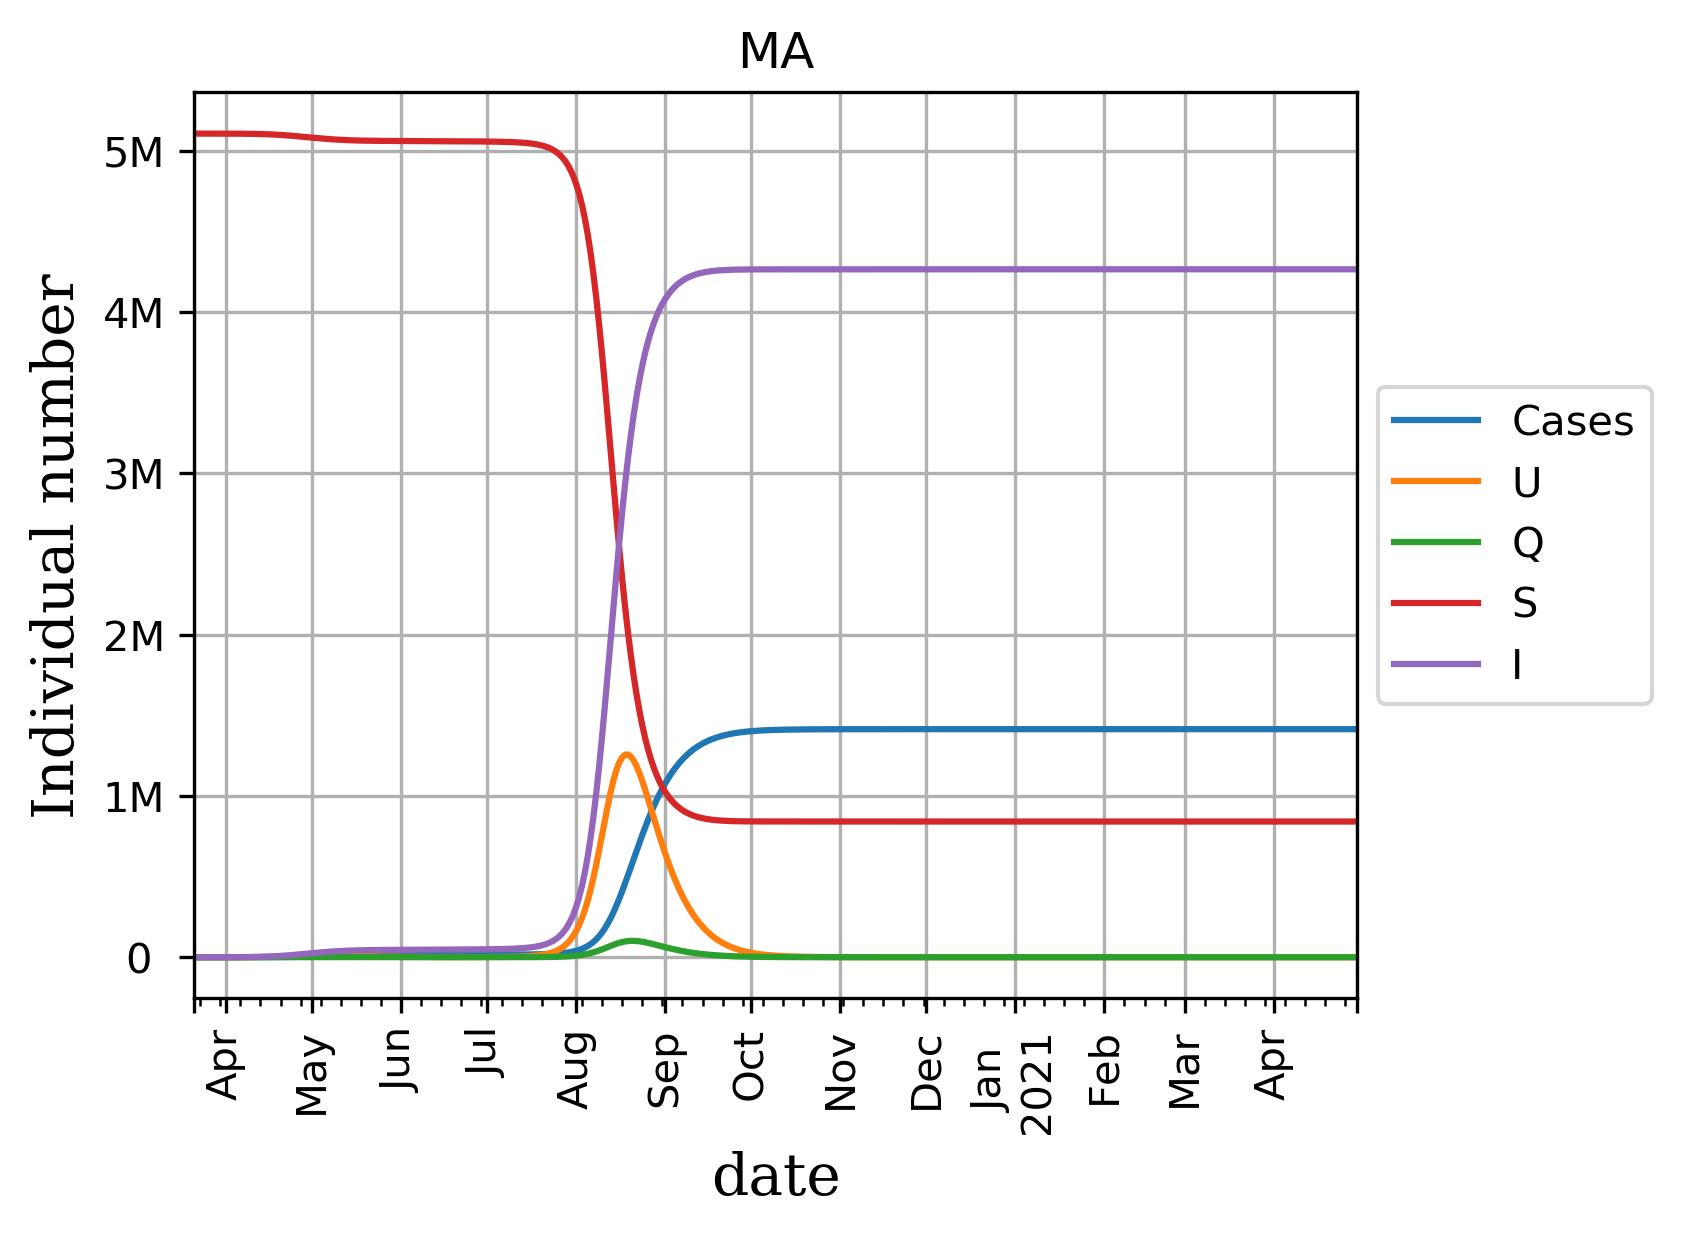 MA
Individual number
5M
4M
3M
2M
1M
0
Apr
May
Jun
Jul
Aug
Sep
Oct
Nov
Dec
Jan
2021
Feb
Mar
Apr
date
Cases
U
Q
S
I